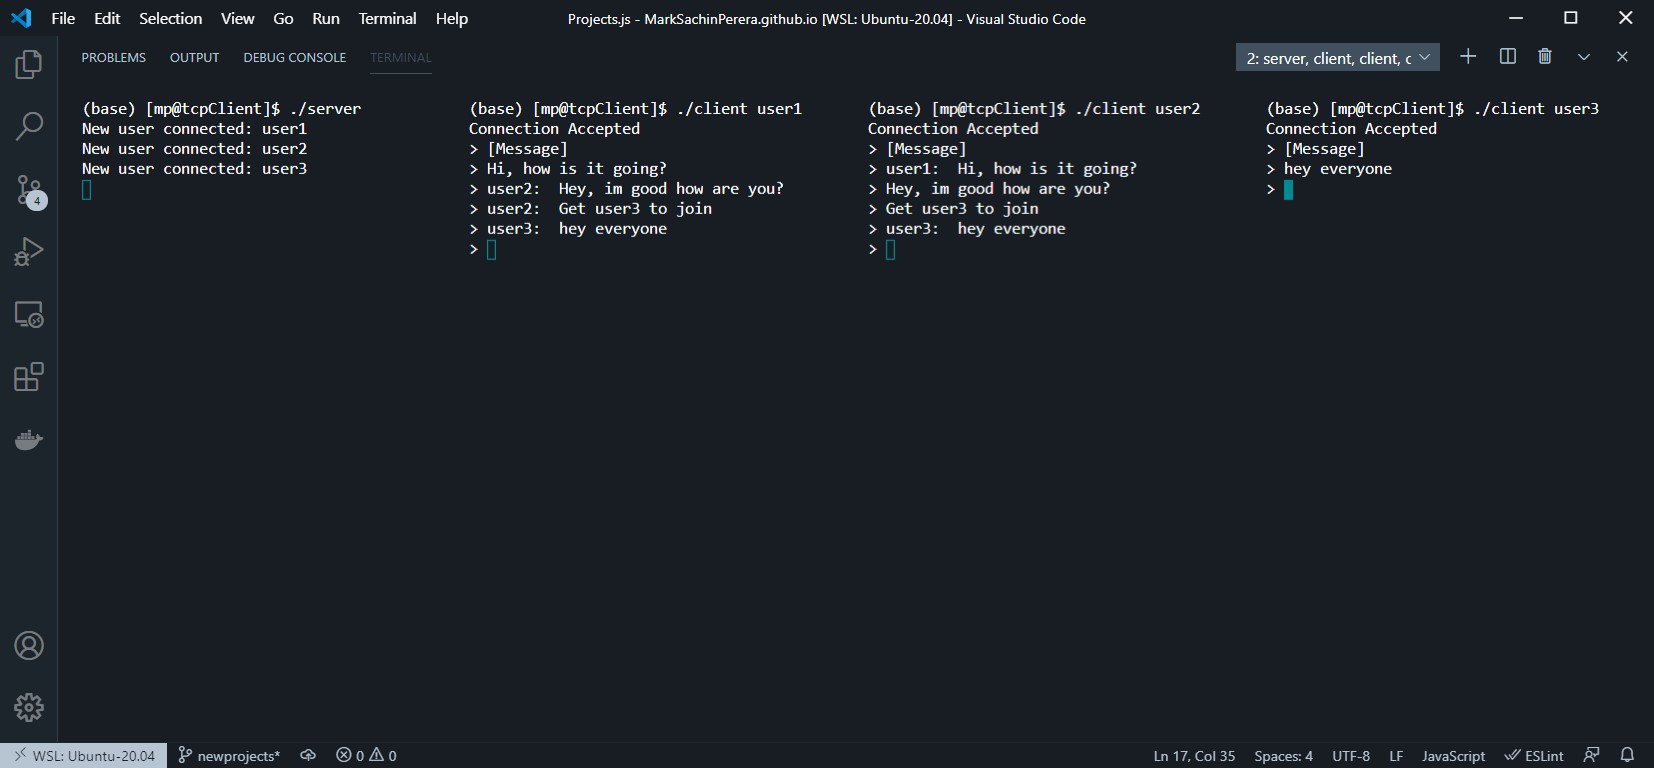 File Edit Selection View Go Run Terminal Help
Projects.js - MarkSachinPerera.github.io [WSL: Ubuntu-20.04] - Visual Studio Code
PROBLEMS OUTPUT DEBUG CONSOLE TERMINAL
2: server, client, client, c
4
(base) [mp@tcpClient]$ ./server
New user connected: user1
New user connected: user2
New user connected: user3
(base) [mp@tcpClient]$ ./client user1
Connection Accepted
> [Message]
> Hi, how is it going?
> user2:  Hey, im good how are you?
> user2:  Get user3 to join
> user3:  hey everyone
>
(base) [mp@tcpClient]$ ./client user2
Connection Accepted
> [Message]
> user1:  Hi, how is it going?
> Hey, im good how are you?
> Get user3 to join
> user3:  hey everyone
>
(base) [mp@tcpClient]$ ./client user3
Connection Accepted
> [Message]
> hey everyone
>
WSL: Ubuntu-20.04 newprojects* 0 0
Ln 17, Col 35 Spaces: 4 UTF-8 LF JavaScript ESLint